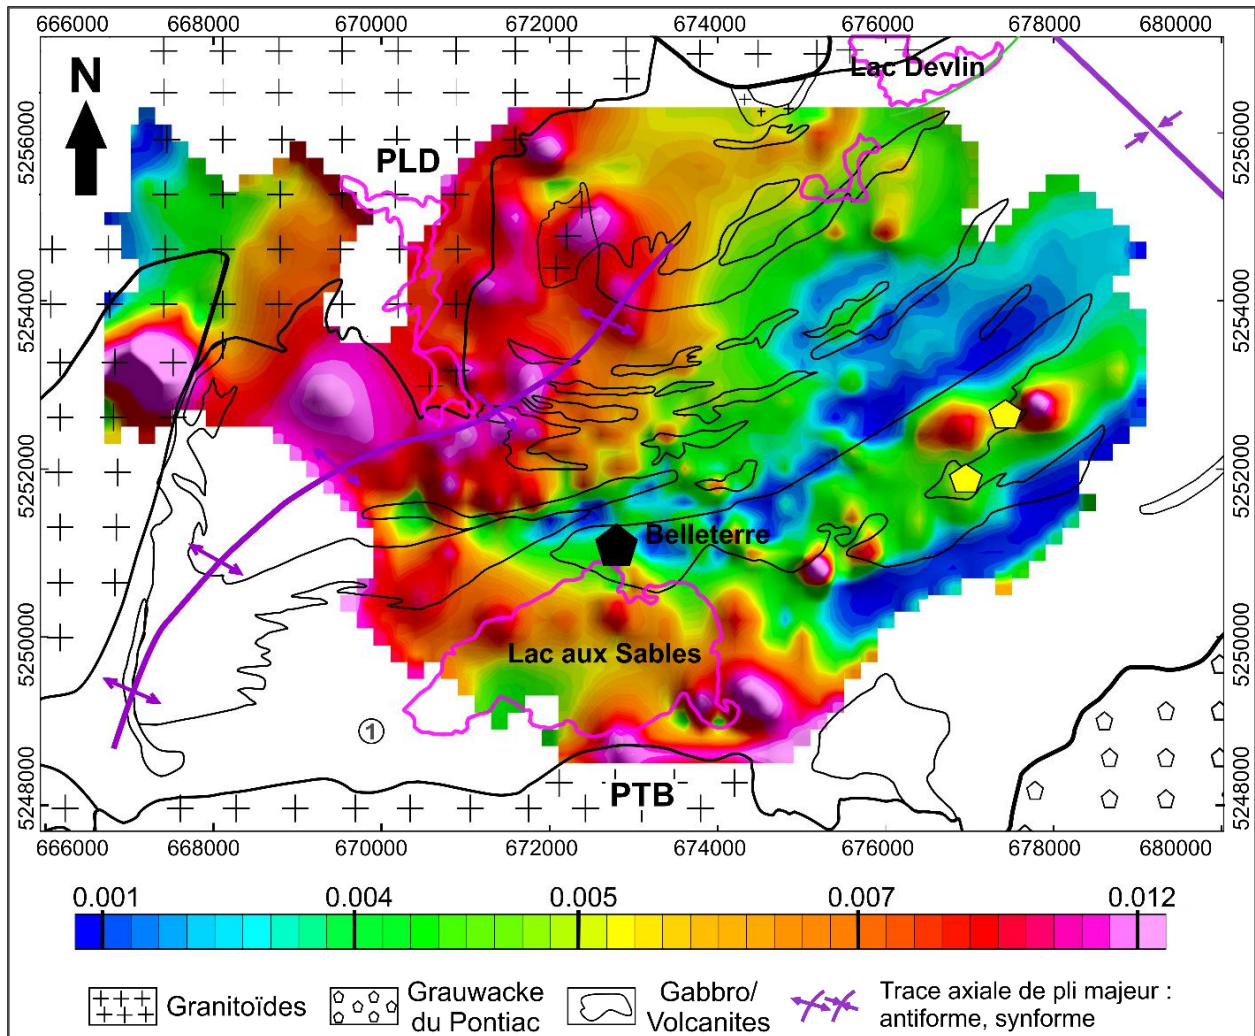 666000 668000 670000 672000 674000 676000 678000 680000
N
Lac Devlin
PLD
5256000 5256000
5254000 5254000
5252000 5252000
Belleterre
5250000 5250000
Lac aux Sables
1
PTB
5248000 5248000
666000 668000 670000 672000 674000 676000 678000 680000
0.001 0.004 0.005 0.007 0.012
Granitoïdes
Grauwacke
du Pontiac
Gabbro/
Volcanites
Trace axiale de pli majeur :
antiforme, synforme